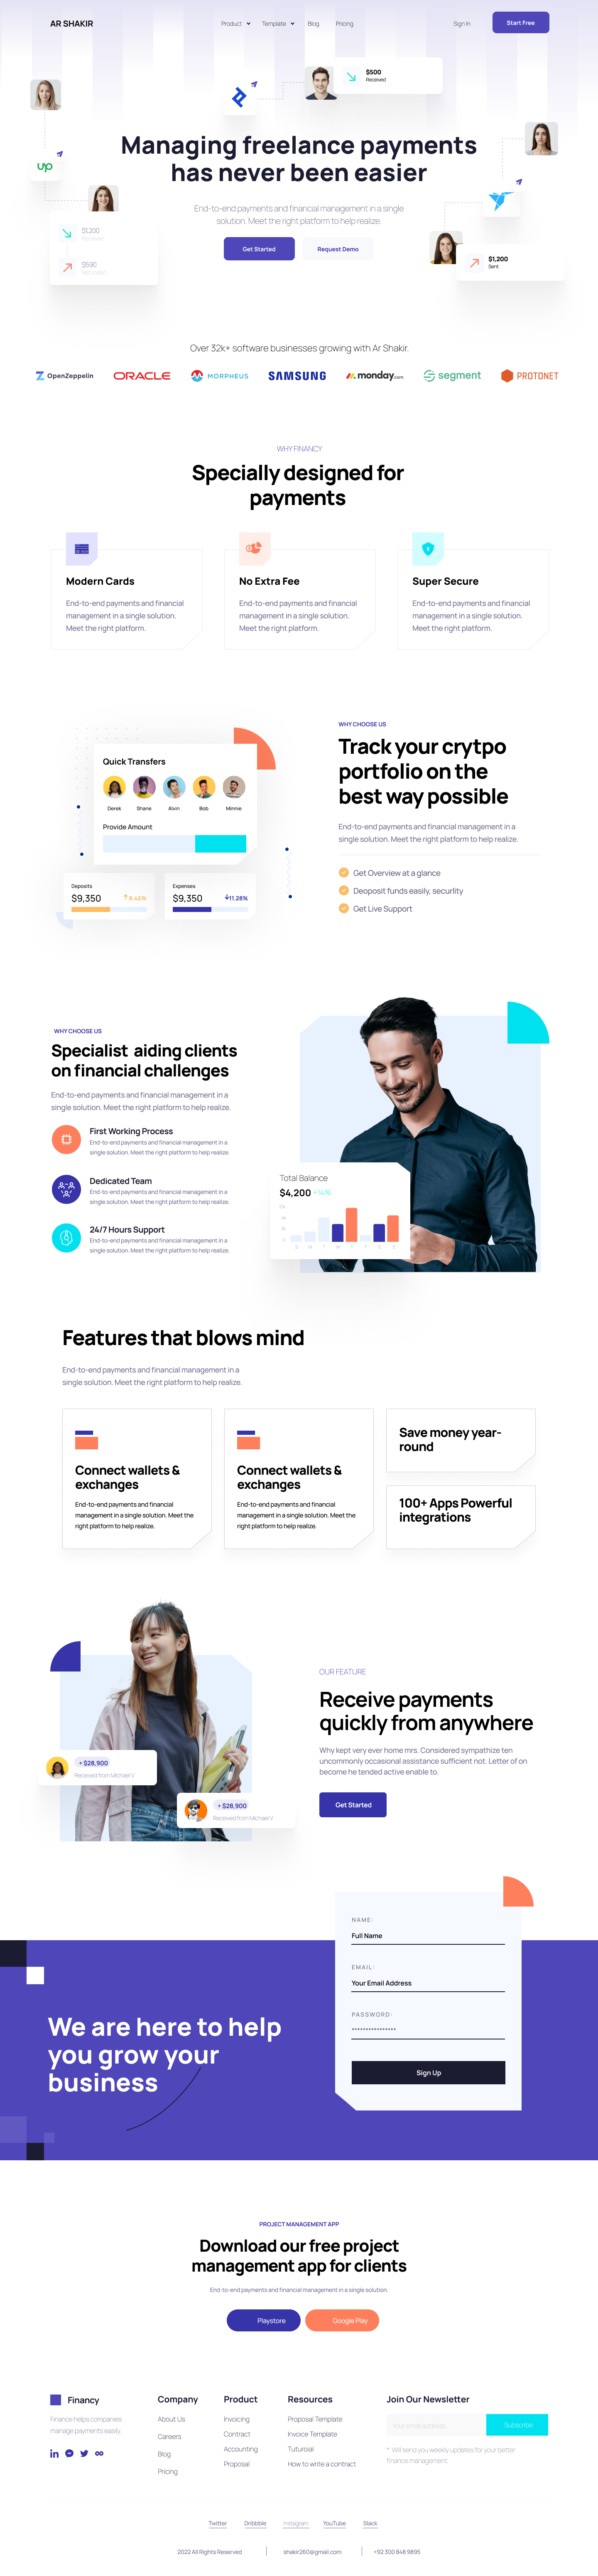 AR SHAKIR
Product
Template
Blog
Pricing
Sign In
Start Free
$500
Received
up
Managing freelance payments
has never been easier
End-to-end payments and financial management in a single
solution. Meet the right platform to help realize.
Get Started
Request Demo
$1,200
Received
$590
Refunded
$1,200
Sent
Over 32k+ software businesses growing with Ar Shakir.
OpenZeppelin
ORACLE
MORPHEUS
SAMSUNG
monday.com
segment
PROTONET
WHY FINANCY
Specially designed for
payments
Modern Cards
End-to-end payments and financial
management in a single solution.
Meet the right platform.
No Extra Fee
End-to-end payments and financial
management in a single solution.
Meet the right platform.
Super Secure
End-to-end payments and financial
management in a single solution.
Meet the right platform.
Quick Transfers
Derek
Shane
Alvin
Bob
Minnie
Provide Amount
Deposits
$9,350
8.46%
Expenses
$9,350
11.28%
WHY CHOOSE US
Track your crytpo
portfolio on the
best way possible
End-to-end payments and financial management in a
single solution. Meet the right platform to help realize.
Get Overview at a glance
Deoposit funds easily, securlity
Get Live Support
WHY CHOOSE US
Specialist aiding clients
on financial challenges
End-to-end payments and financial management in a
single solution. Meet the right platform to help realize.
First Working Process
End-to-end payments and financial management in a
single solution. Meet the right platform to help realize.
Dedicated Team
End-to-end payments and financial management in a
single solution. Meet the right platform to help realize.
24/7 Hours Support
End-to-end payments and financial management in a
single solution. Meet the right platform to help realize.
Total Balance
$4,200 +14%
S M T W T F S S
Features that blows mind
End-to-end payments and financial management in a
single solution. Meet the right platform to help realize.
Connect wallets &
exchanges
End-to-end payments and financial
management in a single solution. Meet the
right platform to help realize.
Connect wallets &
exchanges
End-to-end payments and financial
management in a single solution. Meet the
right platform to help realize.
Save money year-
round
100+ Apps Powerful
integrations
+ $28,900
Received from Michael V
+ $28,900
Received from Michael V
OUR FEATURE
Receive payments
quickly from anywhere
Why kept very ever home mrs. Considered sympathize ten
uncommonly occasional assistance sufficient not. Letter of on
become he tended active enable to.
Get Started
We are here to help
you grow your
business
NAME:
Full Name
EMAIL:
Your Email Address
PASSWORD:
****************
Sign Up
PROJECT MANAGEMENT APP
Download our free project
management app for clients
End-to-end payments and financial management in a single solution.
Playstore
Google Play
Financy
Finance helps companies
manage payments easily.
Company
About Us
Careers
Blog
Pricing
Product
Invoicing
Contract
Accounting
Proposal
Resources
Proposal Template
Invoice Template
Tuturoial
How to write a contract
Join Our Newsletter
Your email address
Subscribe
* Will send you weekly updates for your better
finance management.
Twitter
Dribbble
Instagram
YouTube
Slack
2022 All Rights Reserved
shakir260@gmail.com
+92 300 848 9895